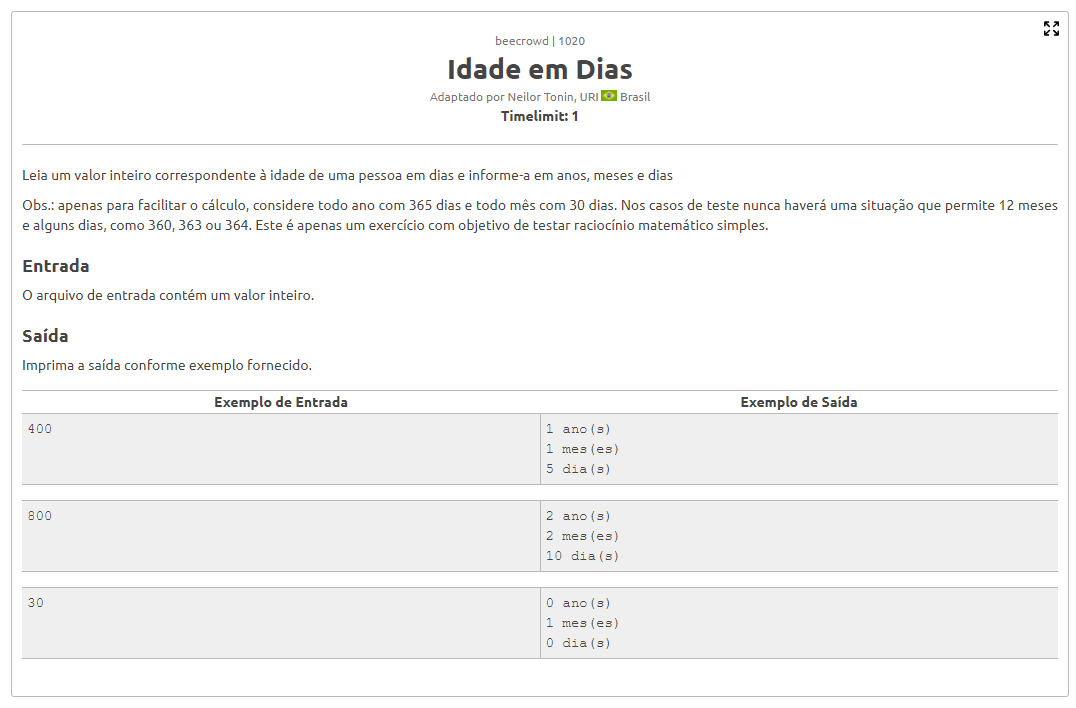 beecrowd | 1020
Idade em Dias
Adaptado por Neilor Tonin, URI Brasil
Timelimit: 1
Leia um valor inteiro correspondente à idade de uma pessoa em dias e informe-a em anos, meses e dias
Obs.: apenas para facilitar o cálculo, considere todo ano com 365 dias e todo mês com 30 dias. Nos casos de teste nunca haverá uma situação que permite 12 meses
e alguns dias, como 360, 363 ou 364. Este é apenas um exercício com objetivo de testar raciocínio matemático simples.
Entrada
O arquivo de entrada contém um valor inteiro.
Saída
Imprima a saída conforme exemplo fornecido.
Exemplo de Entrada Exemplo de Saída
400 1 ano(s)
1 mes(es)
5 dia(s)
800 2 ano(s)
2 mes(es)
10 dia(s)
30 0 ano(s)
1 mes(es)
0 dia(s)